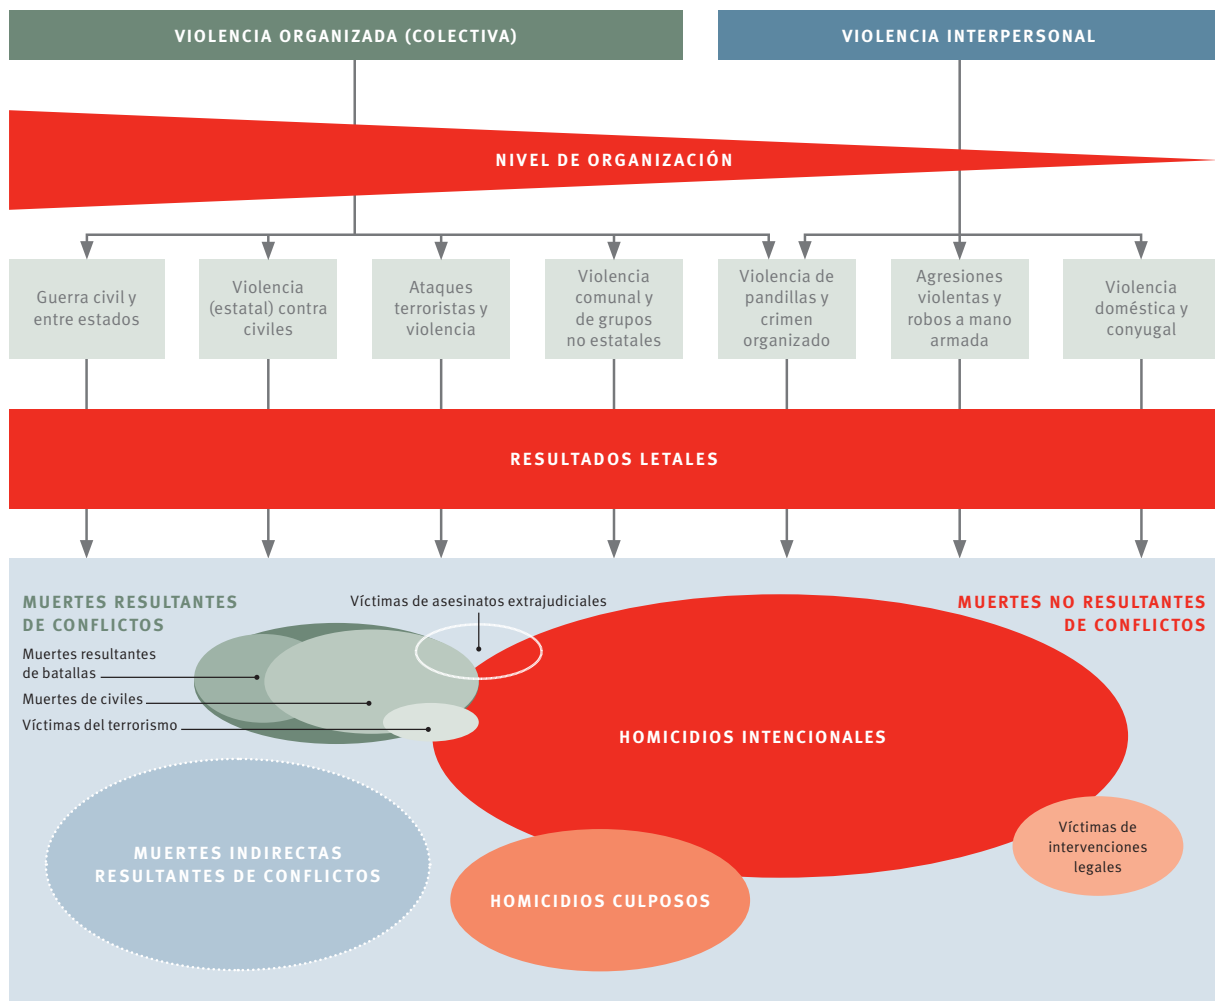 VIOLENCIA ORGANIZADA (COLECTIVA)
VIOLENCIA INTERPERSONAL
NIVEL DE ORGANIZACIÓN
Guerra civil y
entre estados
Violencia
(estatal) contra
civiles
Ataques
terroristas y
violencia
Violencia
comunal y
de grupos
no estatales
Violencia de
pandillas y
crimen
organizado
Agresiones
violentas y
robos a mano
armada
Violencia
doméstica y
conyugal
RESULTADOS LETALES
MUERTES RESULTANTES
DE CONFLICTOS
Muertes resultantes
de batallas
Muertes de civiles
Víctimas del terrorismo
Víctimas de asesinatos extrajudiciales
MUERTES NO RESULTANTES
DE CONFLICTOS
HOMICIDIOS INTENCIONALES
MUERTES INDIRECTAS
RESULTANTES DE CONFLICTOS
HOMICIDIOS CULPOSOS
Víctimas de
intervenciones
legales